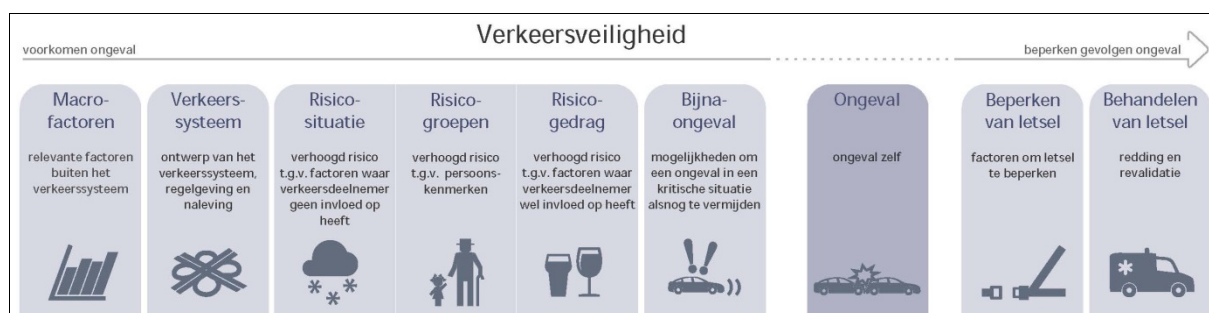 Verkeersveiligheid
voorkomen ongeval
beperken gevolgen ongeval
Macro-
factoren
relevante factoren
buiten het
verkeerssysteem
Verkeers-
systeem
ontwerp van het
verkeerssysteem,
regelgeving en
naleving
Risico-
situatie
verhoogd risico
t.g.v. factoren waar
verkeersdeelnemer
geen invloed op
heeft
Risico-
groepen
verhoogd risico
t.g.v. persoons-
kenmerken
Risico-
gedrag
verhoogd risico
t.g.v. factoren waar
verkeersdeelnemer
wel invloed op heeft
Bijna-
ongeval
mogelijkheden om
een ongeval in een
kritische situatie
alsnog te vermijden
Ongeval
ongeval zelf
Beperken
van letsel
factoren om letsel
te beperken
Behandelen
van letsel
redding en
revalidatie